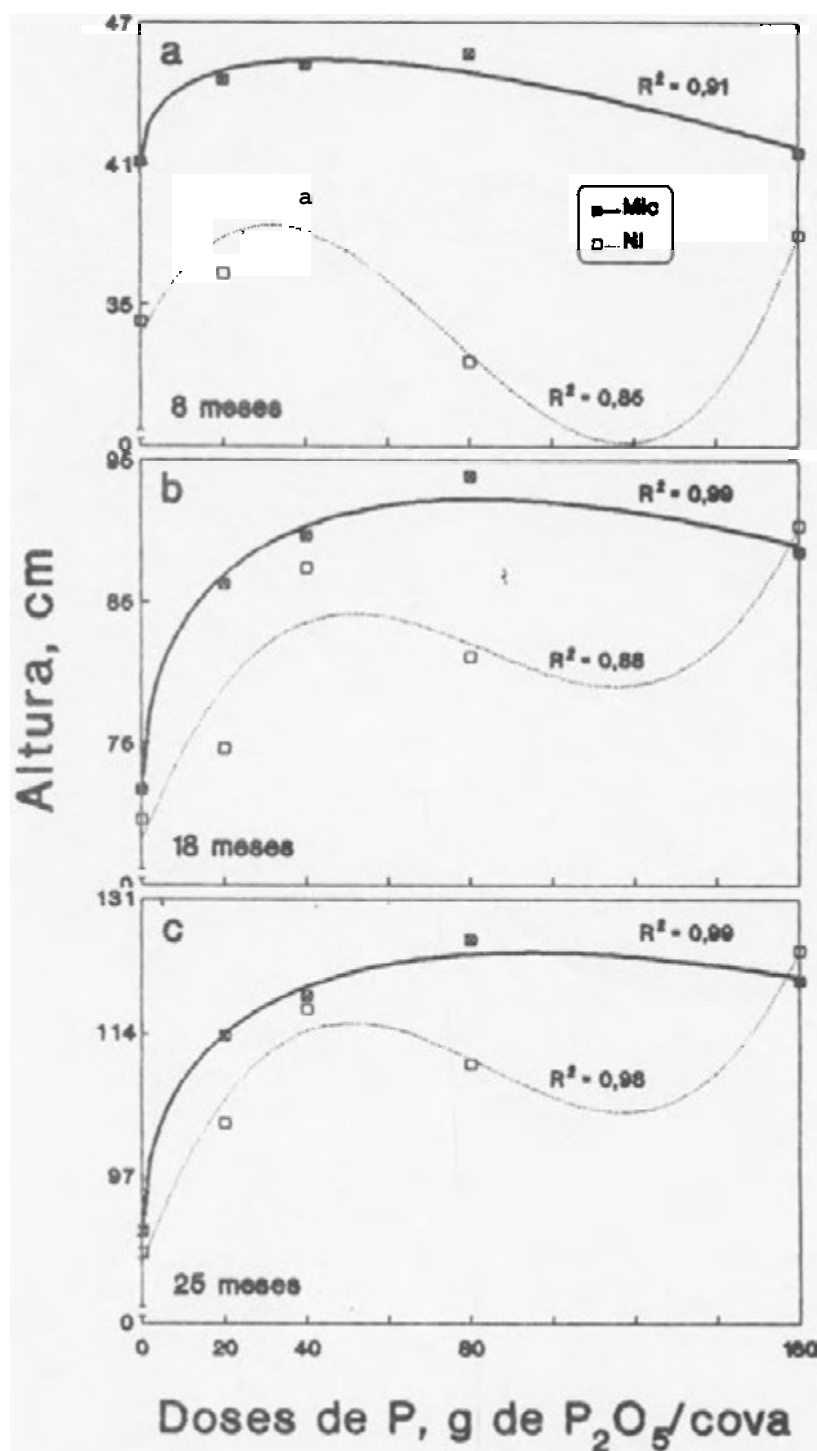 47
a
R² = 0,91
41
a
Mic
NI
35
8 meses
R² = 0,85
0
95
b
R² = 0,99
85
R² = 0,88
Altura, cm
76
18 meses
0
131
c
R² = 0,99
114
R² = 0,98
97
25 meses
0
0 20 40 80 160
Doses de P, g de P₂O₅/cova